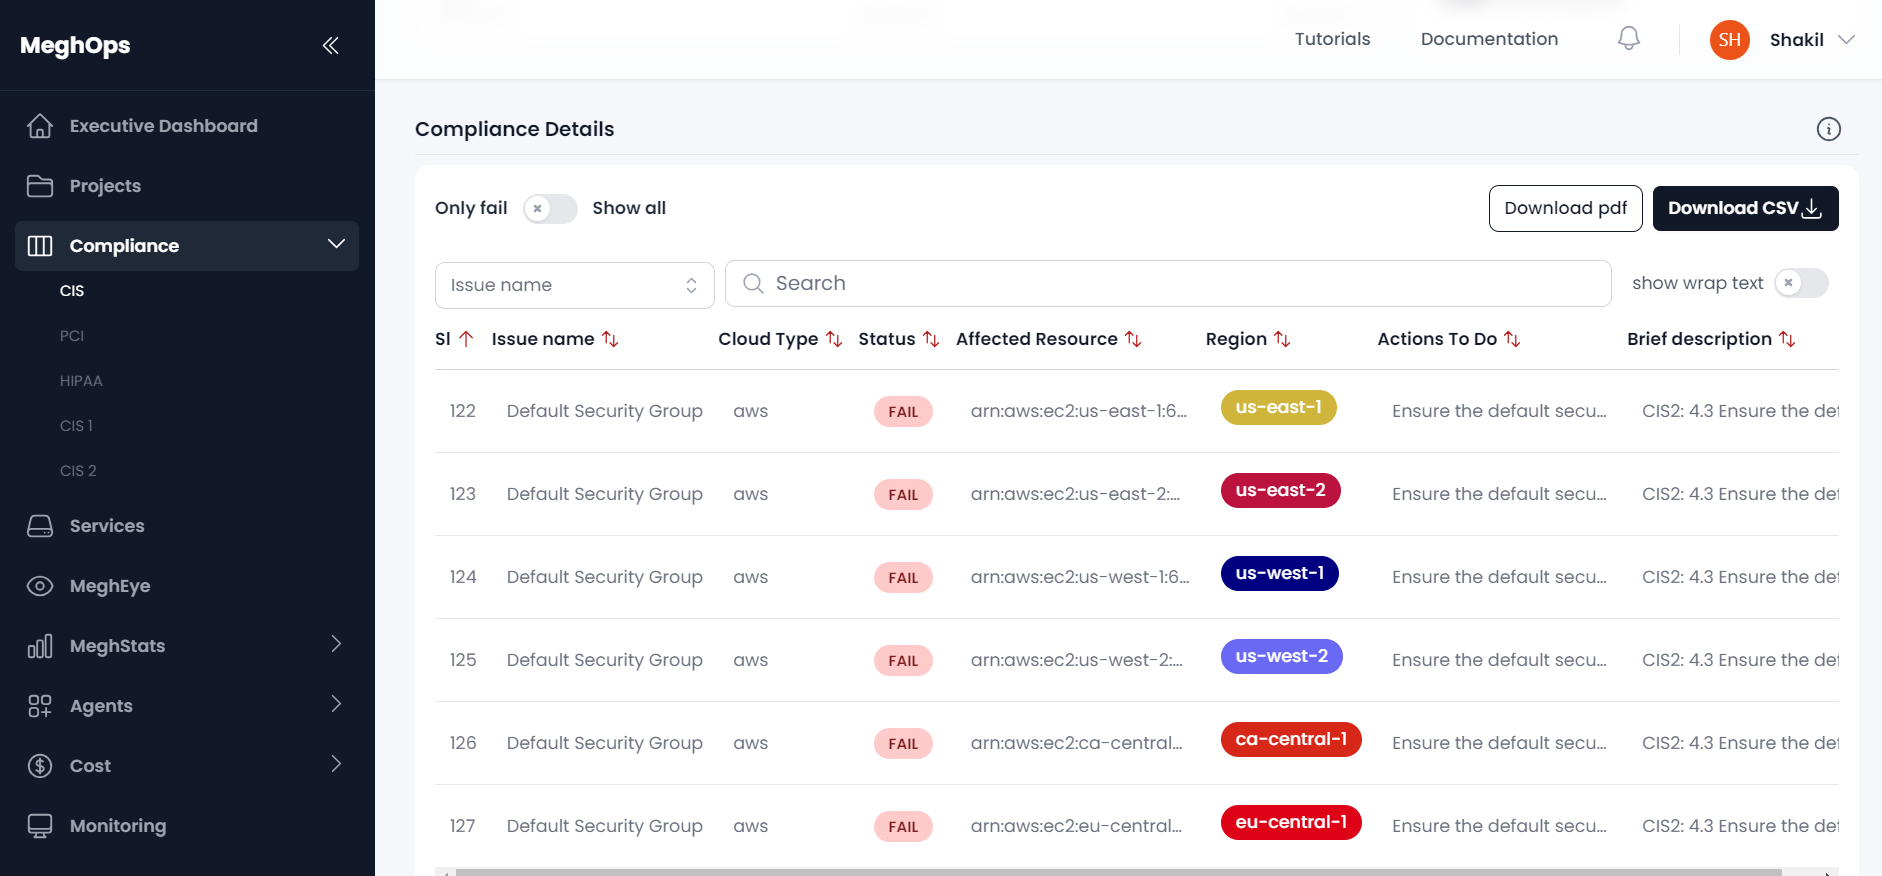 MeghOps
Tutorials
Documentation
SH
Shakil
Executive Dashboard
Projects
Compliance
CIS
PCI
HIPAA
CIS 1
CIS 2
Services
MeghEye
MeghStats
Agents
Cost
Monitoring
Compliance Details
Only fail
Show all
Download pdf
Download CSV
Issue name
Search
show wrap text
Sl Issue name Cloud Type Status Affected Resource Region Actions To Do Brief description
122 Default Security Group aws FAIL arn:aws:ec2:us-east-1:6... us-east-1 Ensure the default secu... CIS2: 4.3 Ensure the def
123 Default Security Group aws FAIL arn:aws:ec2:us-east-2:... us-east-2 Ensure the default secu... CIS2: 4.3 Ensure the def
124 Default Security Group aws FAIL arn:aws:ec2:us-west-1:6... us-west-1 Ensure the default secu... CIS2: 4.3 Ensure the def
125 Default Security Group aws FAIL arn:aws:ec2:us-west-2:... us-west-2 Ensure the default secu... CIS2: 4.3 Ensure the def
126 Default Security Group aws FAIL arn:aws:ec2:ca-central... ca-central-1 Ensure the default secu... CIS2: 4.3 Ensure the def
127 Default Security Group aws FAIL arn:aws:ec2:eu-central... eu-central-1 Ensure the default secu... CIS2: 4.3 Ensure the def